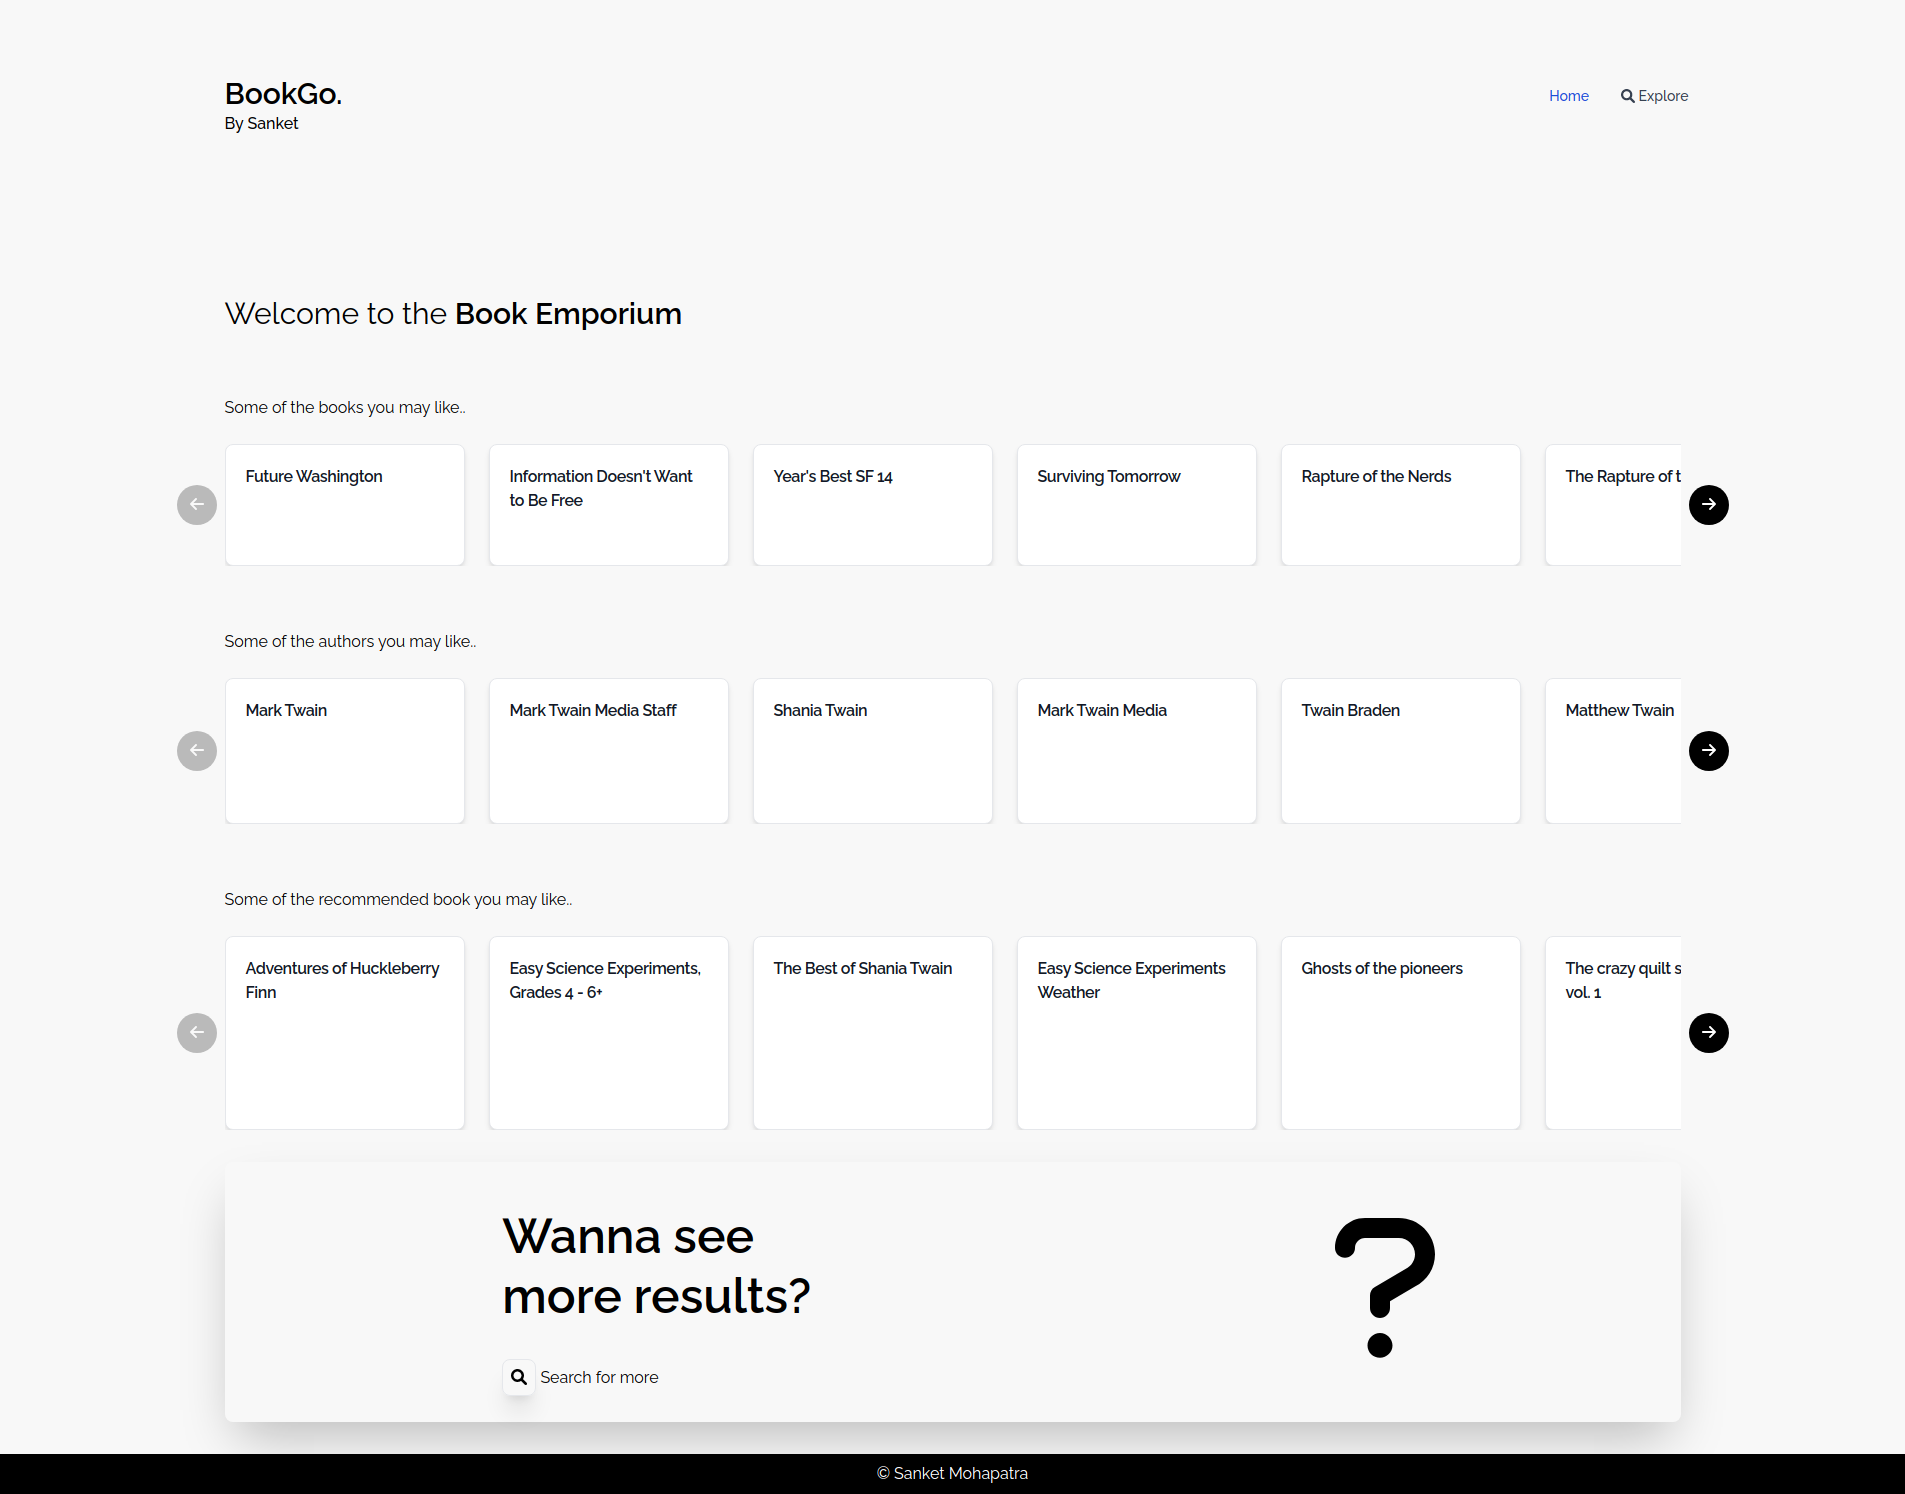 BookGo.
By Sanket
Home
Explore
Welcome to the Book Emporium
Some of the books you may like..
Future Washington
Information Doesn't Want
to Be Free
Year's Best SF 14
Surviving Tomorrow
Rapture of the Nerds
The Rapture of t
Some of the authors you may like..
Mark Twain
Mark Twain Media Staff
Shania Twain
Mark Twain Media
Twain Braden
Matthew Twain
Some of the recommended book you may like..
Adventures of Huckleberry
Finn
Easy Science Experiments,
Grades 4 - 6+
The Best of Shania Twain
Easy Science Experiments
Weather
Ghosts of the pioneers
The crazy quilt s
vol. 1
Wanna see
more results?
?
Search for more
© Sanket Mohapatra